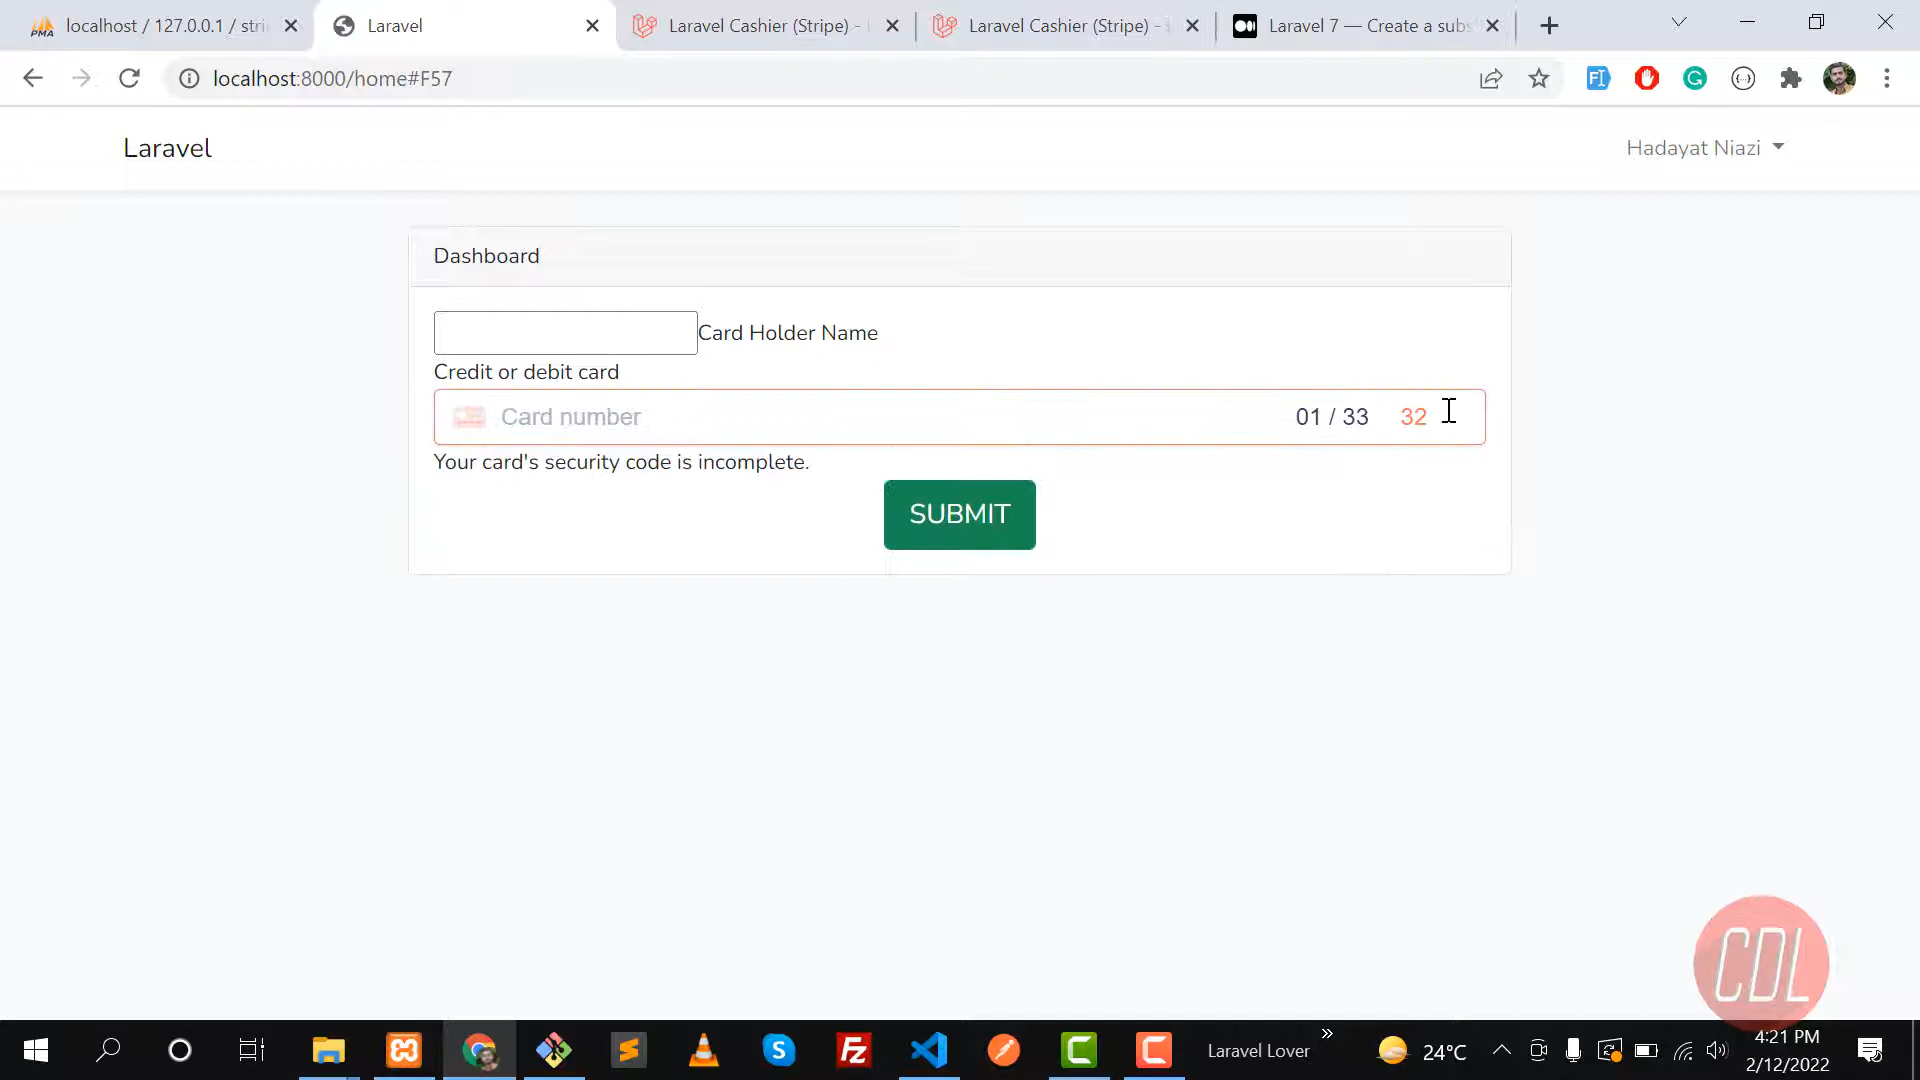 localhost / 127.0.0.1 / stri
Laravel
Laravel Cashier (Stripe) -
Laravel Cashier (Stripe) -
Laravel 7 — Create a subs
localhost:8000/home#F57
Laravel
Hadayat Niazi
Dashboard
Card Holder Name
Credit or debit card
Card number 01 / 33 32
Your card's security code is incomplete.
SUBMIT
CDL
Laravel Lover
24°C
4:21 PM
2/12/2022